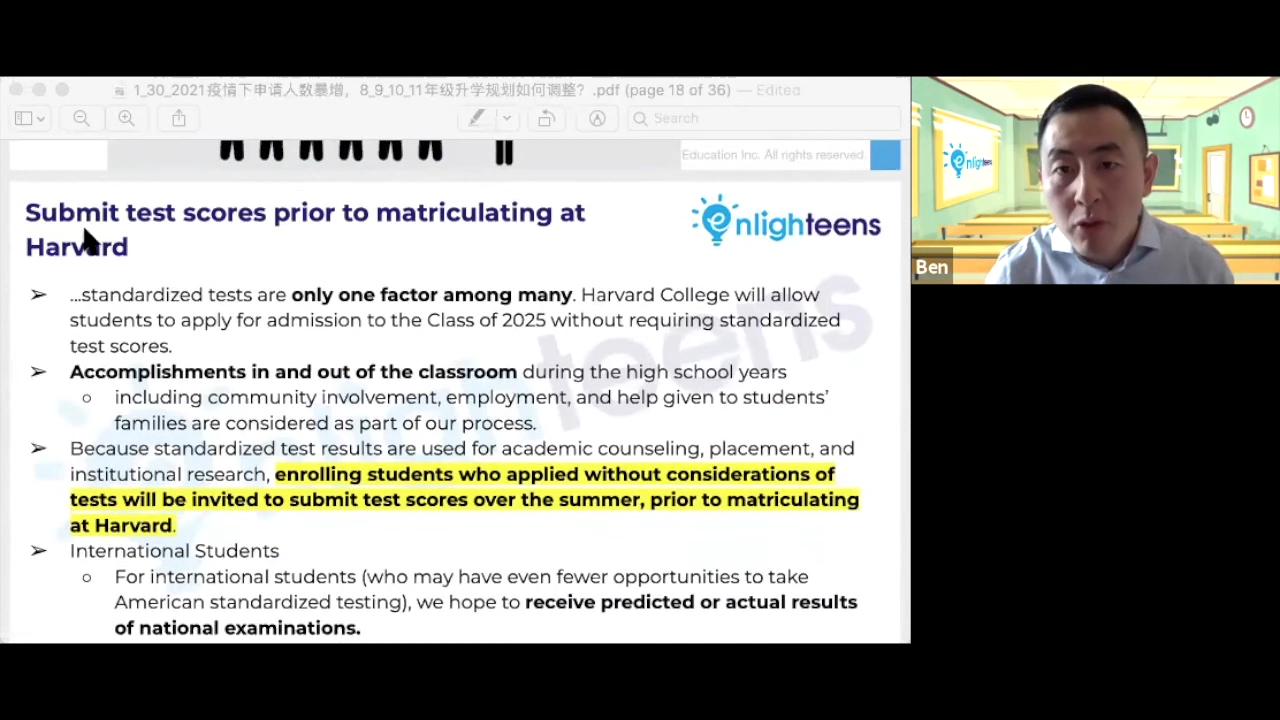 1_30_2021疫情下申请人数暴增，8_9_10_11年级升学规划如何调整？.pdf (page 18 of 36) — Edited
Search
Education Inc. All rights reserved.
Submit test scores prior to matriculating at
Harvard
enlighteens
➢ ...standardized tests are only one factor among many. Harvard College will allow
students to apply for admission to the Class of 2025 without requiring standardized
test scores.
➢ Accomplishments in and out of the classroom during the high school years
○ including community involvement, employment, and help given to students'
families are considered as part of our process.
➢ Because standardized test results are used for academic counseling, placement, and
institutional research, enrolling students who applied without considerations of
tests will be invited to submit test scores over the summer, prior to matriculating
at Harvard.
➢ International Students
○ For international students (who may have even fewer opportunities to take
American standardized testing), we hope to receive predicted or actual results
of national examinations.
enlighteens
enlighteens
Ben